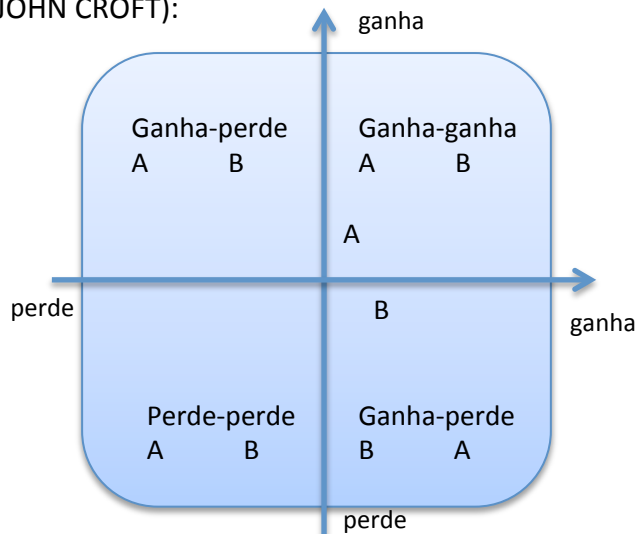 JOHN CROFT):
ganha
Ganha-perde
A B
Ganha-ganha
A B
A
perde
B
ganha
Perde-perde
A B
Ganha-perde
B A
perde